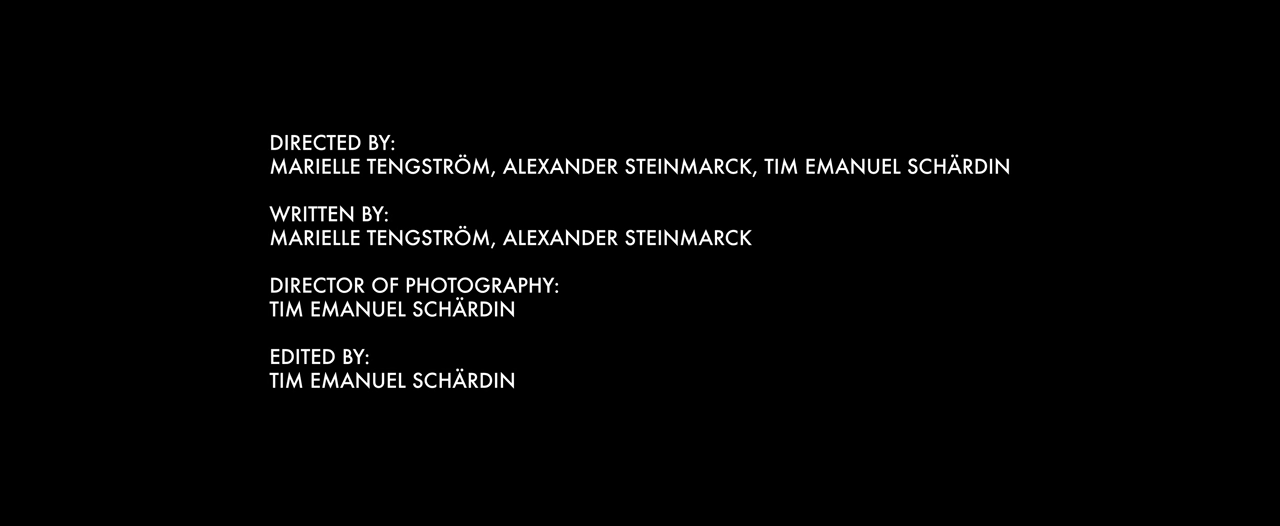 DIRECTED BY:
MARIELLE TENGSTRÖM, ALEXANDER STEINMARCK, TIM EMANUEL SCHÄRDIN
WRITTEN BY:
MARIELLE TENGSTRÖM, ALEXANDER STEINMARCK
DIRECTOR OF PHOTOGRAPHY:
TIM EMANUEL SCHÄRDIN
EDITED BY:
TIM EMANUEL SCHÄRDIN